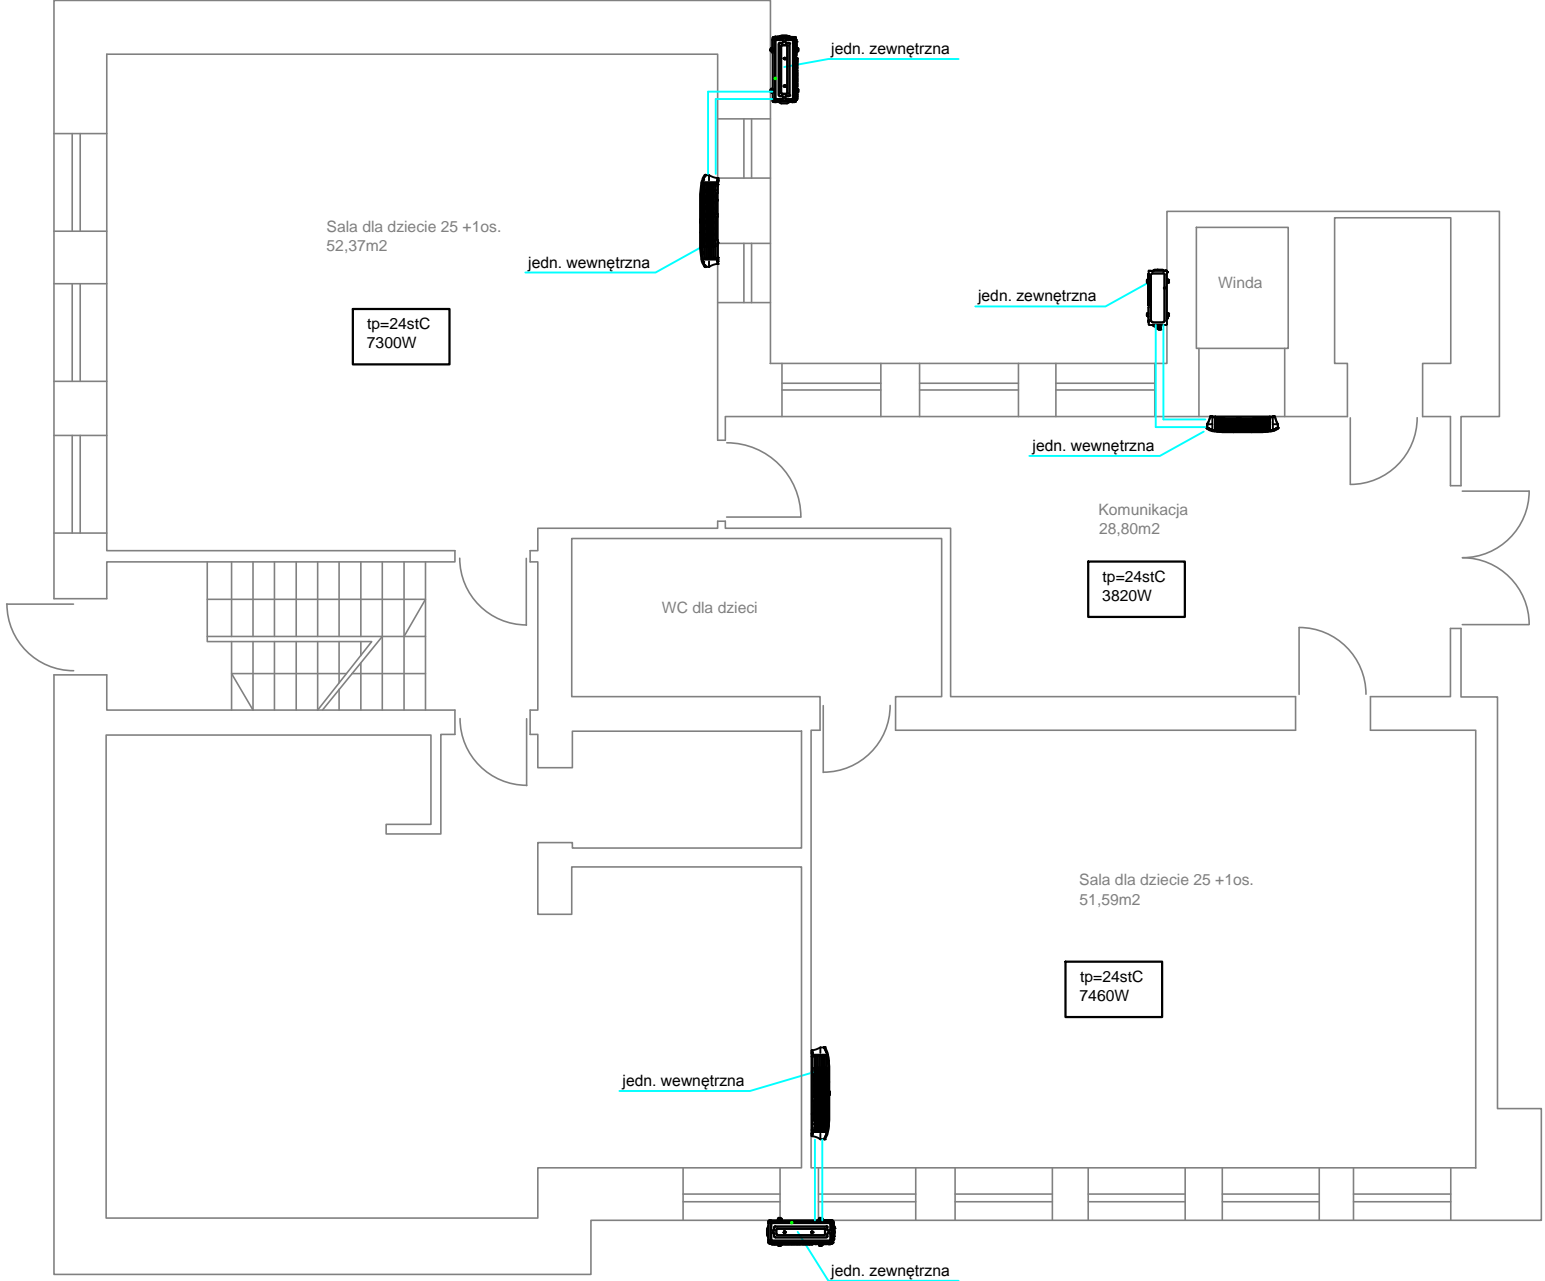 jedn. zewnętrzna
Sala dla dziecie 25 +1os.
52,37m2
jedn. wewnętrzna
tp=24stC
7300W
jedn. zewnętrzna
Winda
jedn. wewnętrzna
Komunikacja
28,80m2
tp=24stC
3820W
WC dla dzieci
Sala dla dziecie 25 +1os.
51,59m2
tp=24stC
7460W
jedn. wewnętrzna
jedn. zewnętrzna